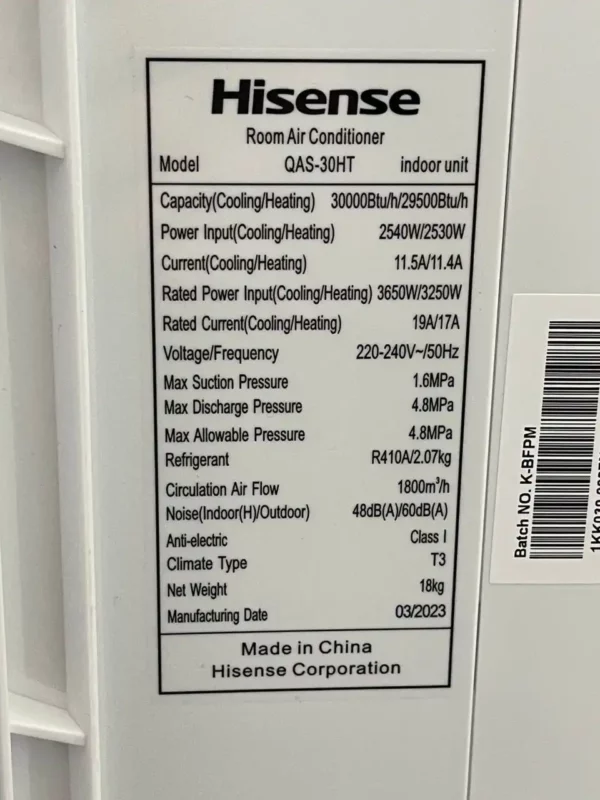 Hisense
Room Air Conditioner
Model QAS-30HT indoor unit
Capacity(Cooling/Heating) 30000Btu/h/29500Btu/h
Power Input(Cooling/Heating) 2540W/2530W
Current(Cooling/Heating) 11.5A/11.4A
Rated Power Input(Cooling/Heating) 3650W/3250W
Rated Current(Cooling/Heating) 19A/17A
Voltage/Frequency 220-240V~/50Hz
Max Suction Pressure 1.6MPa
Max Discharge Pressure 4.8MPa
Max Allowable Pressure 4.8MPa
Refrigerant R410A/2.07kg
Circulation Air Flow 1800m³/h
Noise(Indoor(H)/Outdoor) 48dB(A)/60dB(A)
Anti-electric Class I
Climate Type T3
Net Weight 18kg
Manufacturing Date 03/2023
Made in China
Hisense Corporation
Batch NO. K-BFPM